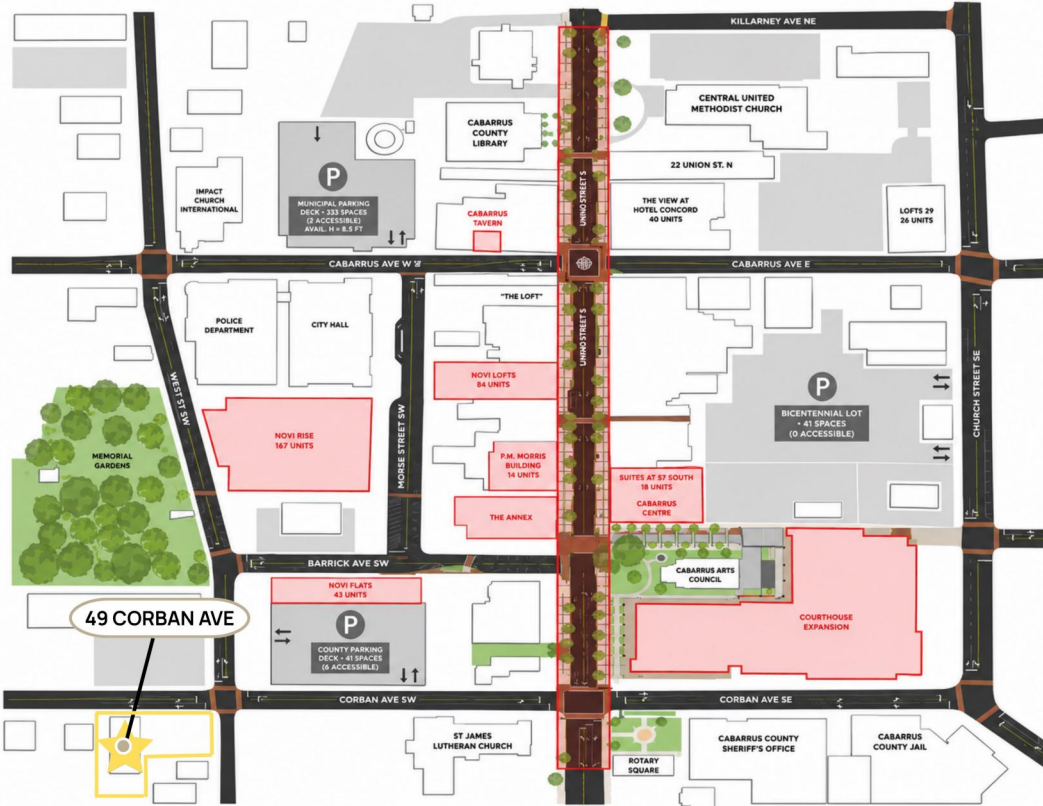 KILLARNEY AVE NE
CENTRAL UNITED
METHODIST CHURCH
CABARRUS
COUNTY
LIBRARY
22 UNION ST. N
IMPACT
CHURCH
INTERNATIONAL
P
MUNICIPAL PARKING
DECK • 333 SPACES
(2 ACCESSIBLE)
AVAIL. H = 8.5 FT
CABARRUS
TAVERN
UNINO STREET S
THE VIEW AT
HOTEL CONCORD
40 UNITS
LOFTS 29
26 UNITS
CABARRUS AVE W
CABARRUS AVE E
"THE LOFT"
POLICE
DEPARTMENT
CITY HALL
UNINO STREET S
NOVI LOFTS
84 UNITS
WEST ST SW
MORSE STREET SW
P
BICENTENNIAL LOT
• 41 SPACES
(0 ACCESSIBLE)
CHURCH STREET SE
MEMORIAL
GARDENS
NOVI RISE
167 UNITS
P.M. MORRIS
BUILDING
14 UNITS
SUITES AT 57 SOUTH
18 UNITS
CABARRUS
CENTRE
THE ANNEX
BARRICK AVE SW
CABARRUS ARTS
COUNCIL
NOVI FLATS
43 UNITS
49 CORBAN AVE
P
COUNTY PARKING
DECK • 41 SPACES
(6 ACCESSIBLE)
COURTHOUSE
EXPANSION
CORBAN AVE SW
CORBAN AVE SE
ST JAMES
LUTHERAN CHURCH
ROTARY
SQUARE
CABARRUS COUNTY
SHERIFF'S OFFICE
CABARRUS
COUNTY JAIL